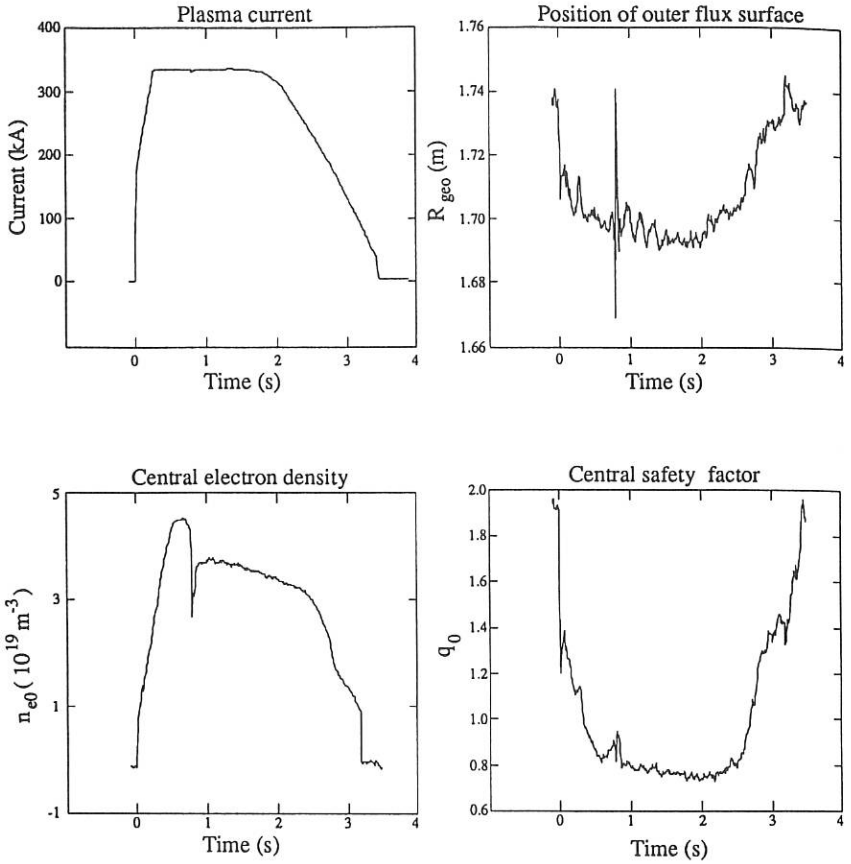 Plasma current
400
300
200
100
0
Current (kA)
0 1 2 3 4
Time (s)
Position of outer flux surface
1.76
1.74
1.72
1.70
1.68
1.66
R geo (m)
0 1 2 3 4
Time (s)
Central electron density
5
3
1
-1
n e0 ( 10^19 m^-3 )
0 1 2 3 4
Time (s)
Central safety factor
2.0
1.8
1.6
1.4
1.2
1.0
0.8
0.6
q0
0 1 2 3 4
Time (s)